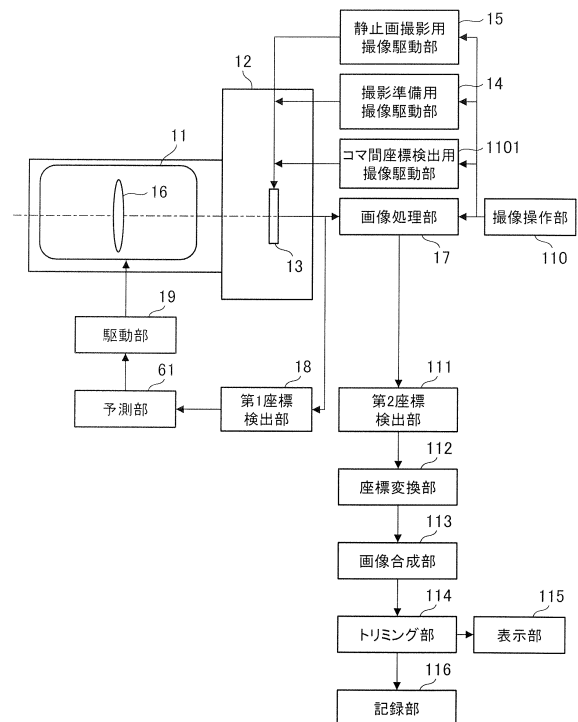 静止画撮影用
撮像駆動部
15
12
撮影準備用
撮像駆動部
14
コマ間座標検出用
撮像駆動部
1101
11
16
13
画像処理部
17
撮像操作部
110
19
駆動部
61
予測部
18
第1座標
検出部
111
第2座標
検出部
112
座標変換部
113
画像合成部
114
トリミング部
115
表示部
116
記録部